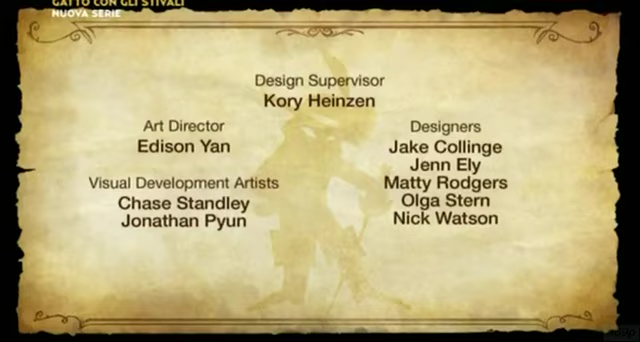 GATTO CON GLI STIVALI
NUOVA SERIE
Design Supervisor
Kory Heinzen
Art Director
Edison Yan
Visual Development Artists
Chase Standley
Jonathan Pyun
Designers
Jake Collinge
Jenn Ely
Matty Rodgers
Olga Stern
Nick Watson